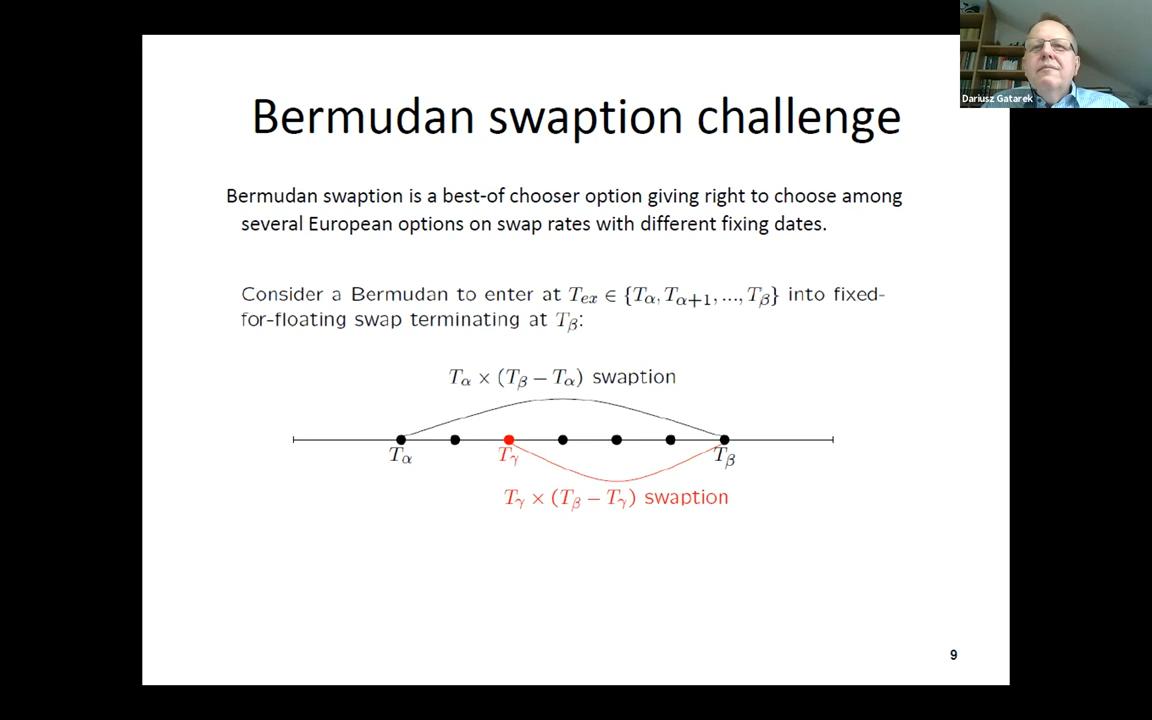 Dariusz Gatarek
Bermudan swaption challenge
Bermudan swaption is a best-of chooser option giving right to choose among
several European options on swap rates with different fixing dates.
Consider a Bermudan to enter at T_ex ∈ {T_α, T_α+1, ..., T_β} into fixed-
for-floating swap terminating at T_β:
T_α × (T_β − T_α) swaption
T_α T_γ T_β
T_γ × (T_β − T_γ) swaption
9